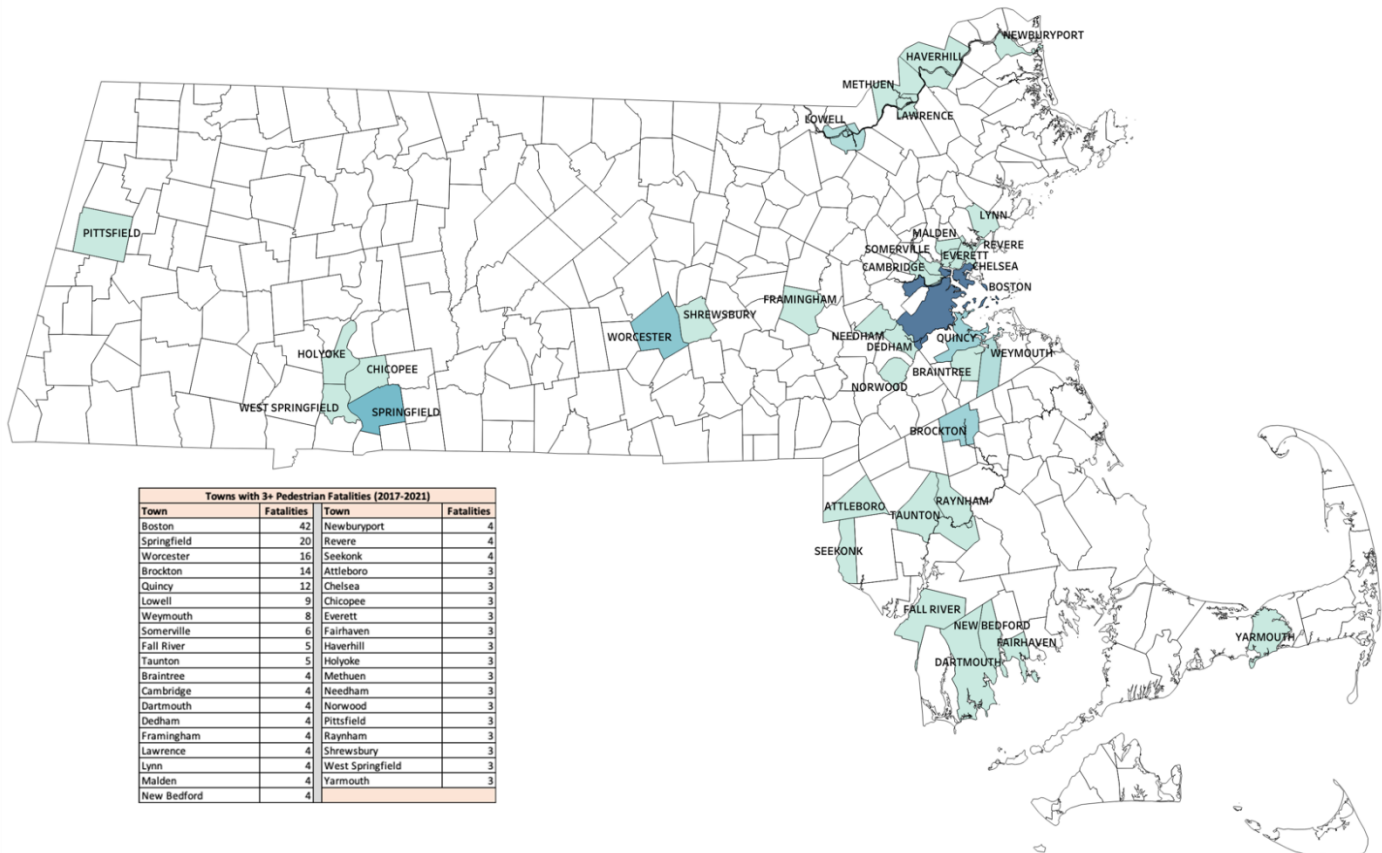 NEWBURYPORT
HAVERHILL
METHUEN
LAWRENCE
LOWELL
LYNN
MALDEN
REVERE
SOMERVILLE
EVERETT
CAMBRIDGE
CHELSEA
BOSTON
PITTSFIELD
FRAMINGHAM
SHREWSBURY
WORCESTER
NEEDHAM
QUINCY
DEDHAM
WEYMOUTH
HOLYOKE
CHICOPEE
BRAINTREE
NORWOOD
WEST SPRINGFIELD
SPRINGFIELD
BROCKTON
ATTLEBORO
RAYNHAM
TAUNTON
SEEKONK
FALL RIVER
NEW BEDFORD
YARMOUTH
FAIRHAVEN
DARTMOUTH
Towns with 3+ Pedestrian Fatalities (2017-2021)
Town Fatalities Town Fatalities
Boston 42 Newburyport 4
Springfield 20 Revere 4
Worcester 16 Seekonk 4
Brockton 14 Attleboro 3
Quincy 12 Chelsea 3
Lowell 9 Chicopee 3
Weymouth 8 Everett 3
Somerville 6 Fairhaven 3
Fall River 5 Haverhill 3
Taunton 5 Holyoke 3
Braintree 4 Methuen 3
Cambridge 4 Needham 3
Dartmouth 4 Norwood 3
Dedham 4 Pittsfield 3
Framingham 4 Raynham 3
Lawrence 4 Shrewsbury 3
Lynn 4 West Springfield 3
Malden 4 Yarmouth 3
New Bedford 4